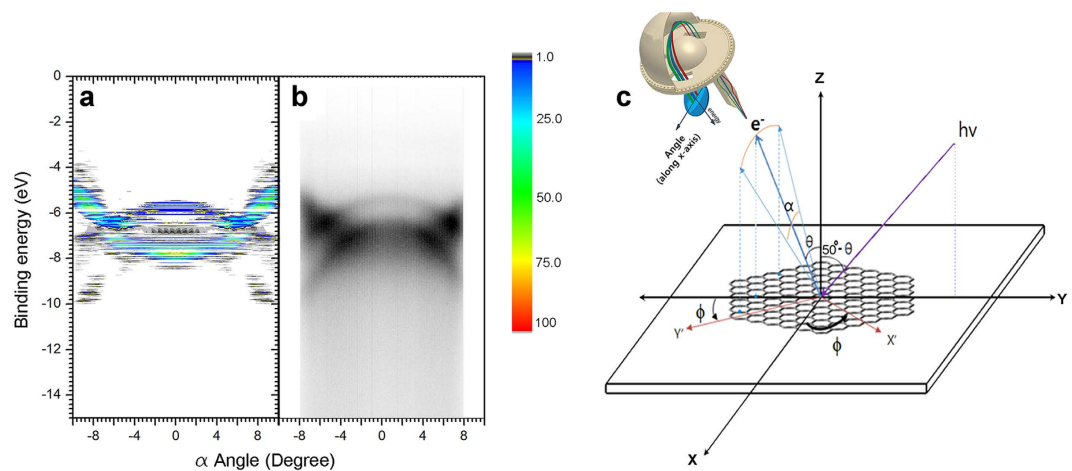 a
b
c
Binding energy (eV)
0
-2
-4
-6
-8
-10
-12
-14
-8 -4 0 4 8
-8 -4 0 4 8
α Angle (Degree)
1.0
25.0
50.0
75.0
100
energy
Angle
(along x-axis)
e-
Z
hν
α
θ
50°- θ
Y
ϕ
Y'
X'
ϕ
X